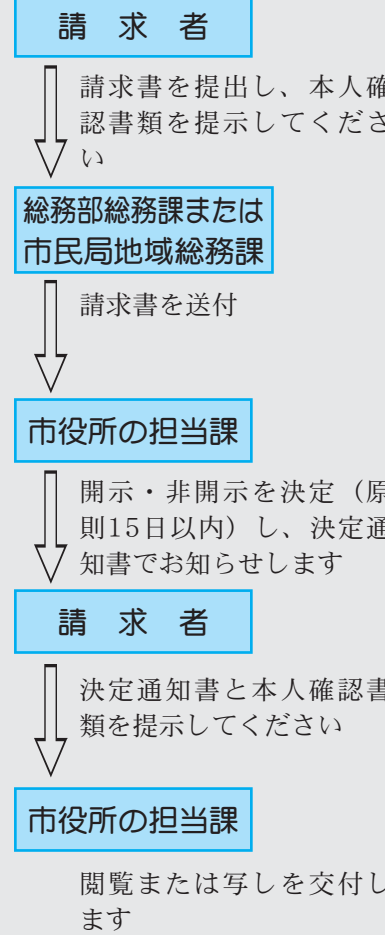 請求者
請求書を提出し、本人確
認書類を提示してくださ
い
総務部総務課または
市民局地域総務課
請求書を送付
市役所の担当課
開示・非開示を決定（原
則15日以内）し、決定通
知書でお知らせします
請求者
決定通知書と本人確認書
類を提示してください
市役所の担当課
閲覧または写しを交付し
ます